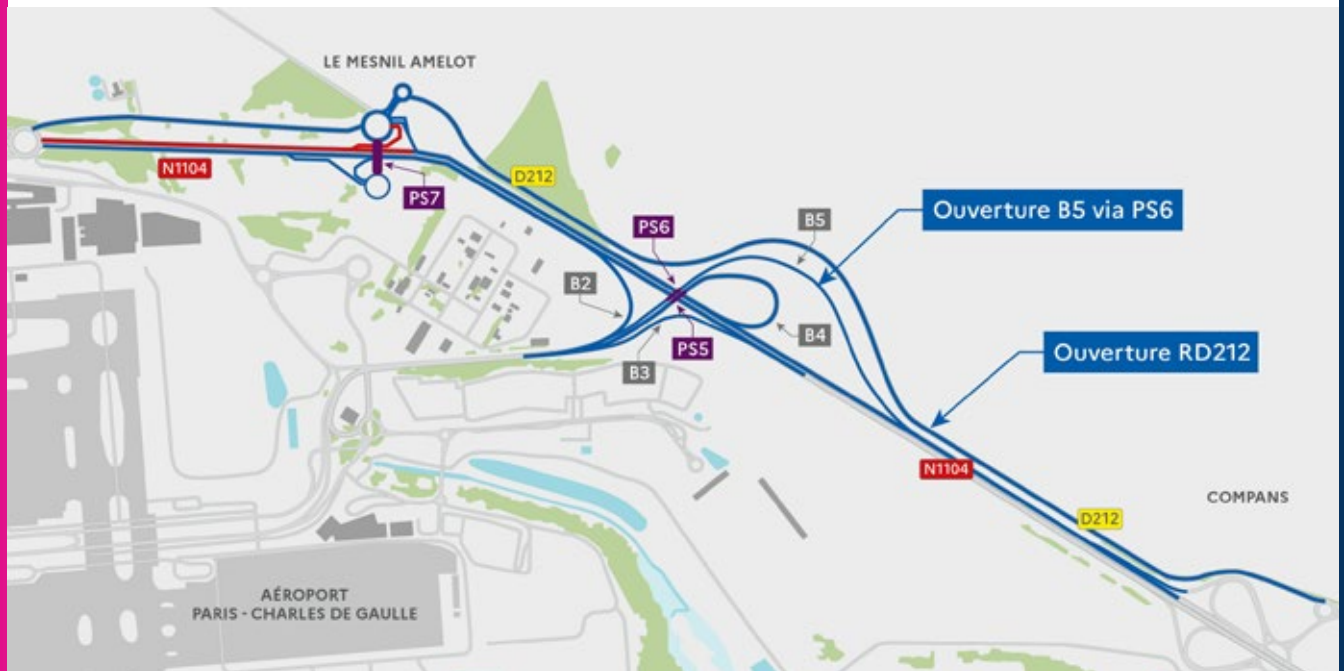 LE MESNIL AMELOT
N1104
PS7
D212
PS6
B5
Ouverture B5 via PS6
B2
B4
PS5
B3
Ouverture RD212
N1104
COMPANS
D212
AÉROPORT
PARIS - CHARLES DE GAULLE